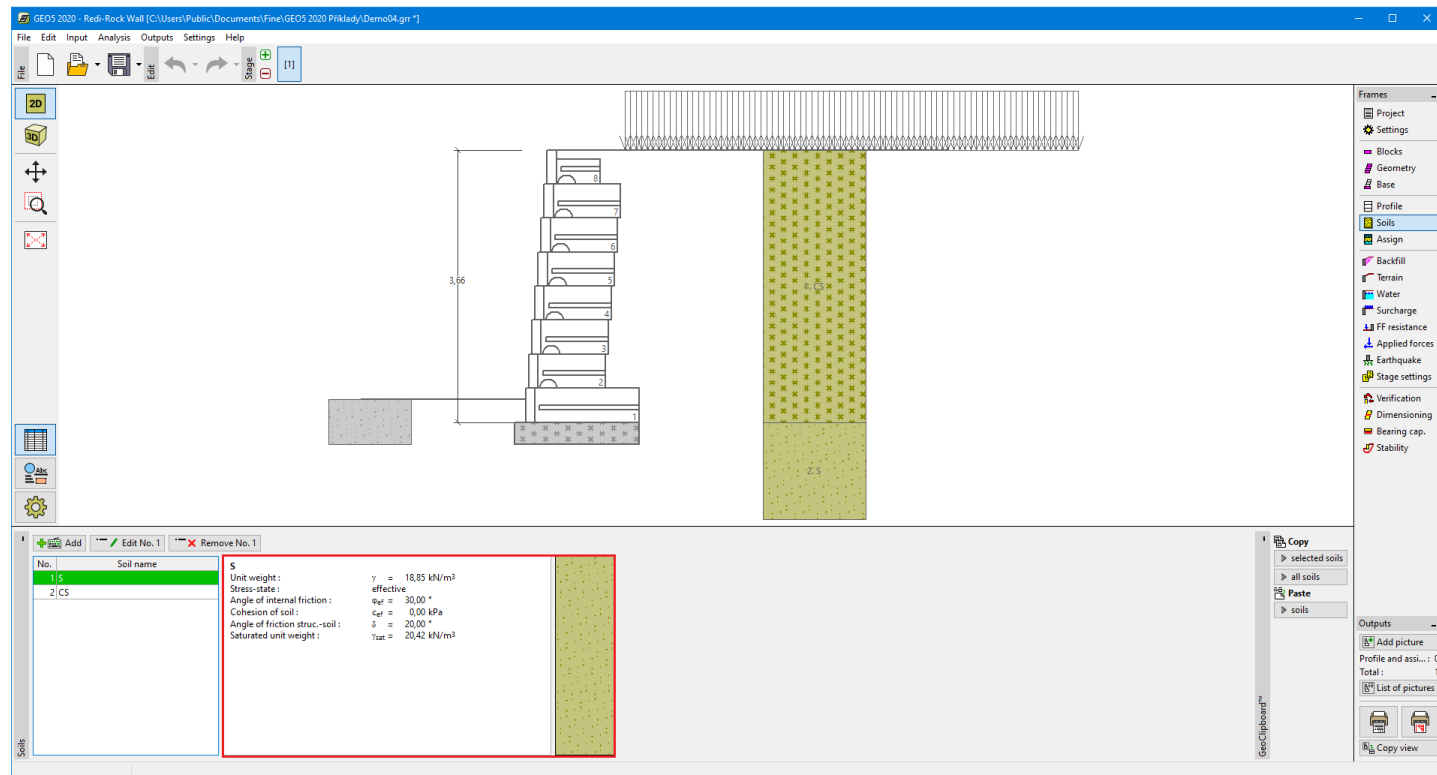 GEO5 2020 - Redi-Rock Wall [C:\Users\Public\Documents\Fine\GEO5 2020 Příklady\Demo04.grr *]
File Edit Input Analysis Outputs Settings Help
File
Edit
Stage
[1]
2D
3D
3,66
8
7
6
5
4
3
2
1
1. CS
2. S
Frames
Project
Settings
Blocks
Geometry
Base
Profile
Soils
Assign
Backfill
Terrain
Water
Surcharge
FF resistance
Applied forces
Earthquake
Stage settings
Verification
Dimensioning
Bearing cap.
Stability
Abc
Add Edit No. 1 Remove No. 1
No. Soil name
1 S
2 CS
S
Unit weight : γ = 18,85 kN/m³
Stress-state : effective
Angle of internal friction : φef = 30,00 °
Cohesion of soil : cef = 0,00 kPa
Angle of friction struc.-soil : δ = 20,00 °
Saturated unit weight : γsat = 20,42 kN/m³
Soils
GeoClipboard™
Copy
selected soils
all soils
Paste
soils
Outputs
Add picture
Profile and assi... :
Total : 1
List of pictures
Copy view